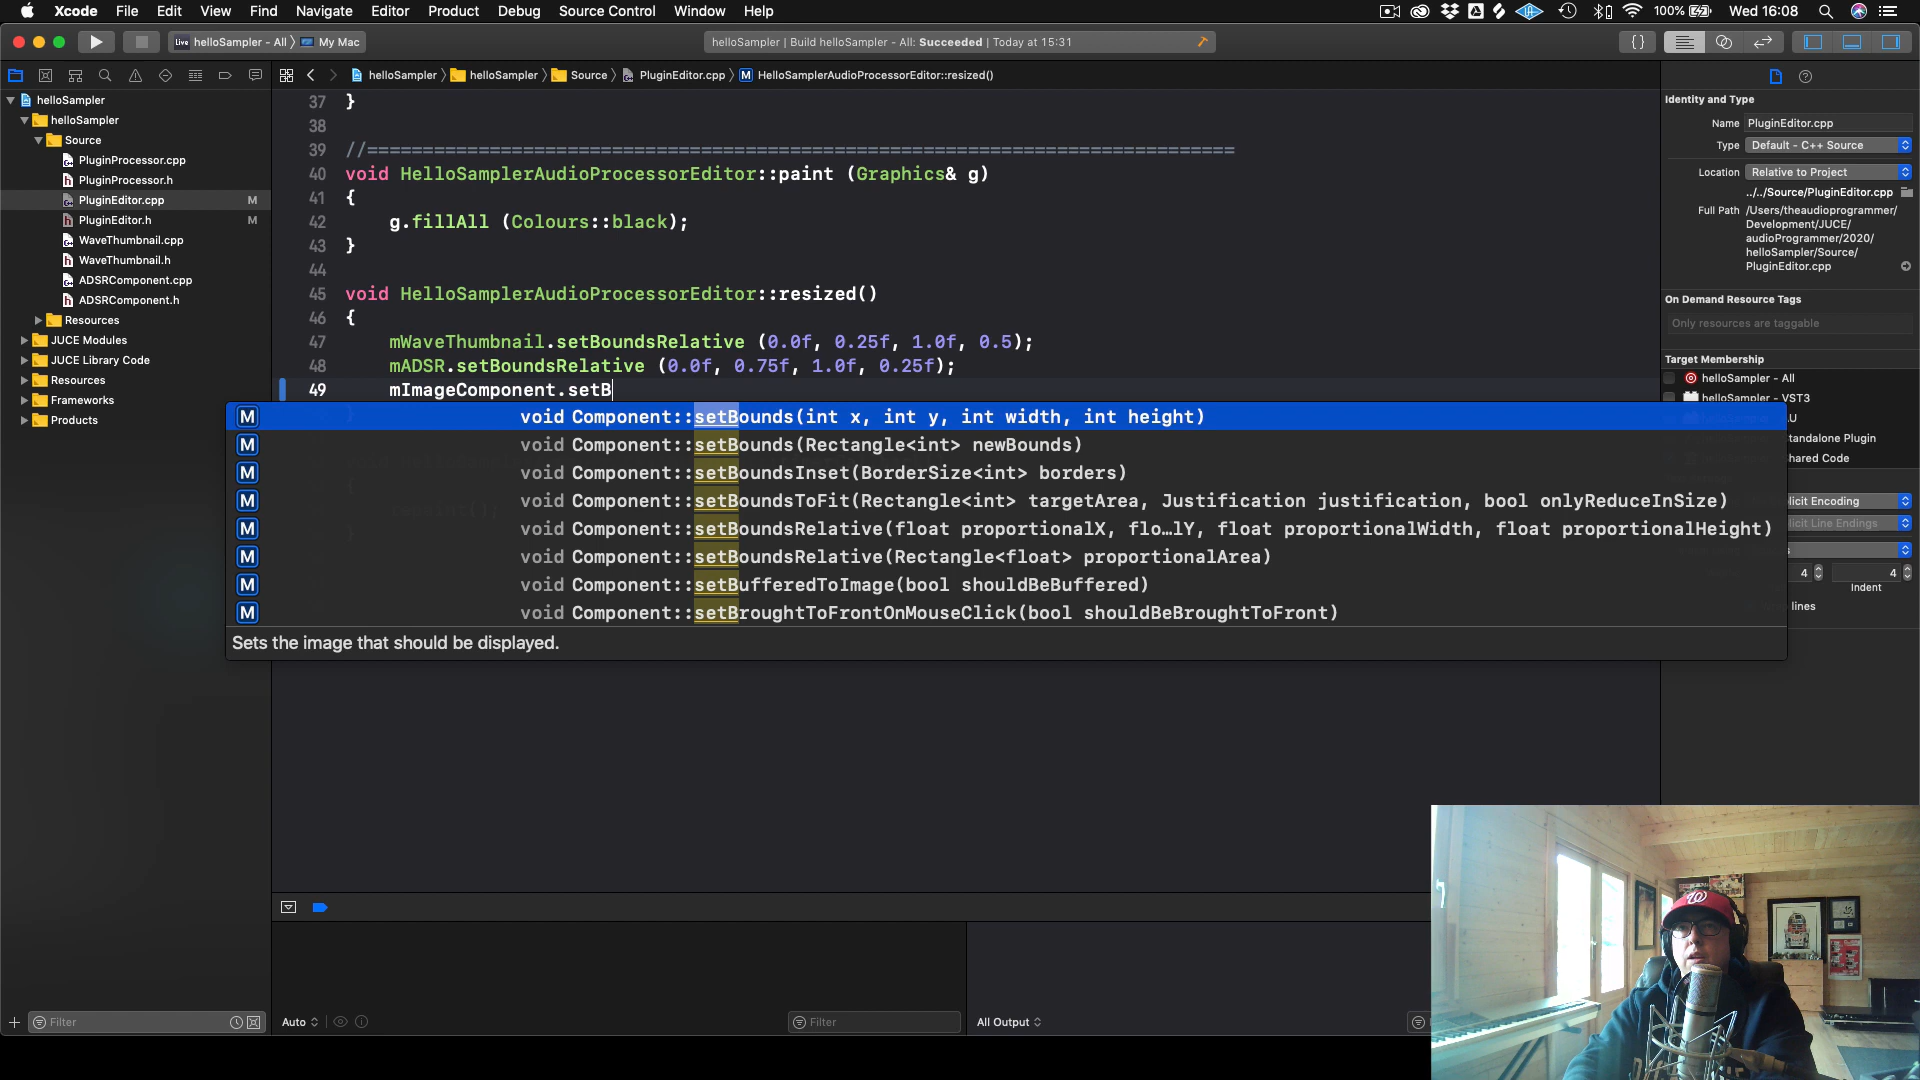 Xcode File Edit View Find Navigate Editor Product Debug Source Control Window Help 100% Wed 16:08
Live helloSampler - All My Mac helloSampler | Build helloSampler - All: Succeeded | Today at 15:31 {}
helloSampler helloSampler Source PluginEditor.cpp M HelloSamplerAudioProcessorEditor::resized()
helloSampler
helloSampler
Source
PluginProcessor.cpp
PluginProcessor.h
PluginEditor.cpp M
PluginEditor.h M
WaveThumbnail.cpp
WaveThumbnail.h
ADSRComponent.cpp
ADSRComponent.h
Resources
JUCE Modules
JUCE Library Code
Resources
Frameworks
Products
Filter
37 }
38
39 //==============================================================================
40 void HelloSamplerAudioProcessorEditor::paint (Graphics& g)
41 {
42 g.fillAll (Colours::black);
43 }
44
45 void HelloSamplerAudioProcessorEditor::resized()
46 {
47 mWaveThumbnail.setBoundsRelative (0.0f, 0.25f, 1.0f, 0.5);
48 mADSR.setBoundsRelative (0.0f, 0.75f, 1.0f, 0.25f);
49 mImageComponent.setB
M void Component::setBounds(int x, int y, int width, int height)
M void Component::setBounds(Rectangle<int> newBounds)
M void Component::setBoundsInset(BorderSize<int> borders)
M void Component::setBoundsToFit(Rectangle<int> targetArea, Justification justification, bool onlyReduceInSize)
M void Component::setBoundsRelative(float proportionalX, flo…lY, float proportionalWidth, float proportionalHeight)
M void Component::setBoundsRelative(Rectangle<float> proportionalArea)
M void Component::setBufferedToImage(bool shouldBeBuffered)
M void Component::setBroughtToFrontOnMouseClick(bool shouldBeBroughtToFront)
Sets the image that should be displayed.
Auto Filter All Output
Identity and Type
Name PluginEditor.cpp
Type Default - C++ Source
Location Relative to Project
../../Source/PluginEditor.cpp
Full Path /Users/theaudioprogrammer/
Development/JUCE/
audioProgrammer/2020/
helloSampler/Source/
PluginEditor.cpp
On Demand Resource Tags
Only resources are taggable
Target Membership
helloSampler - All
helloSampler - VST3
U
tandalone Plugin
hared Code
licit Encoding
licit Line Endings
4 4
Indent
lines
W